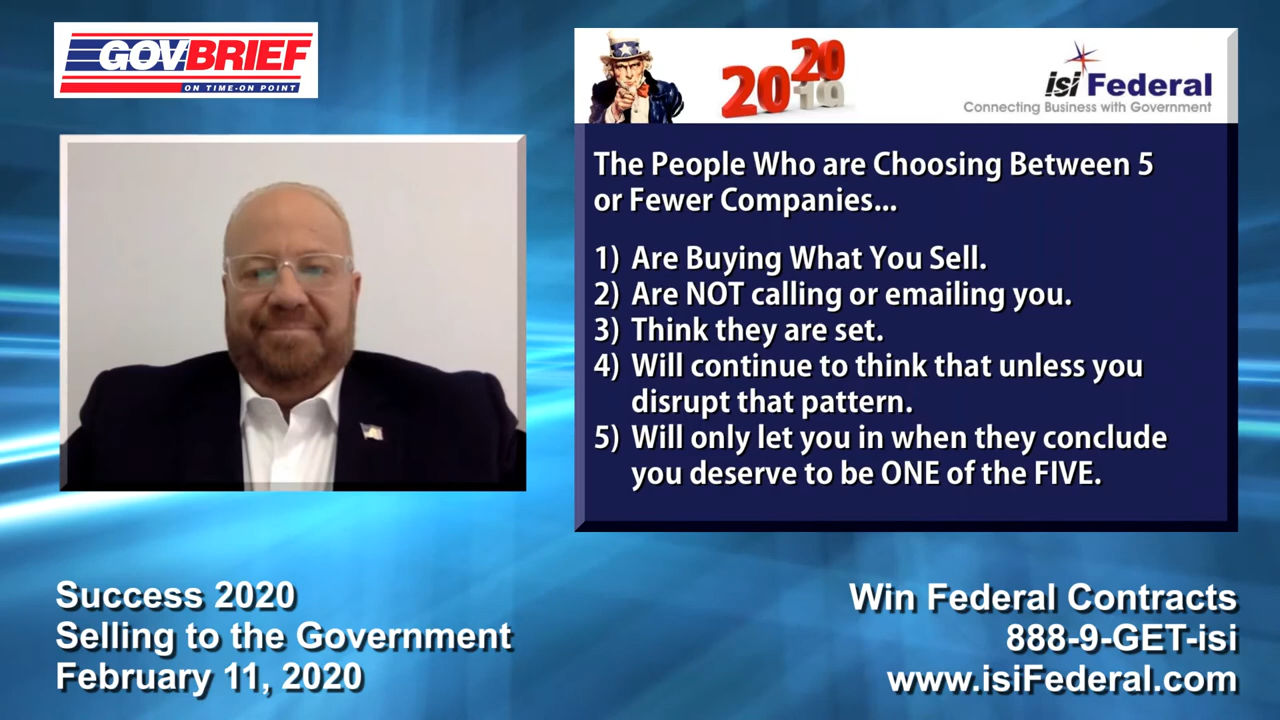 GOVBRIEF
ON TIME-ON POINT
2020
19
isi Federal
Connecting Business with Government
The People Who are Choosing Between 5
or Fewer Companies...
1) Are Buying What You Sell.
2) Are NOT calling or emailing you.
3) Think they are set.
4) Will continue to think that unless you
disrupt that pattern.
5) Will only let you in when they conclude
you deserve to be ONE of the FIVE.
Success 2020
Selling to the Government
February 11, 2020
Win Federal Contracts
888-9-GET-isi
www.isiFederal.com